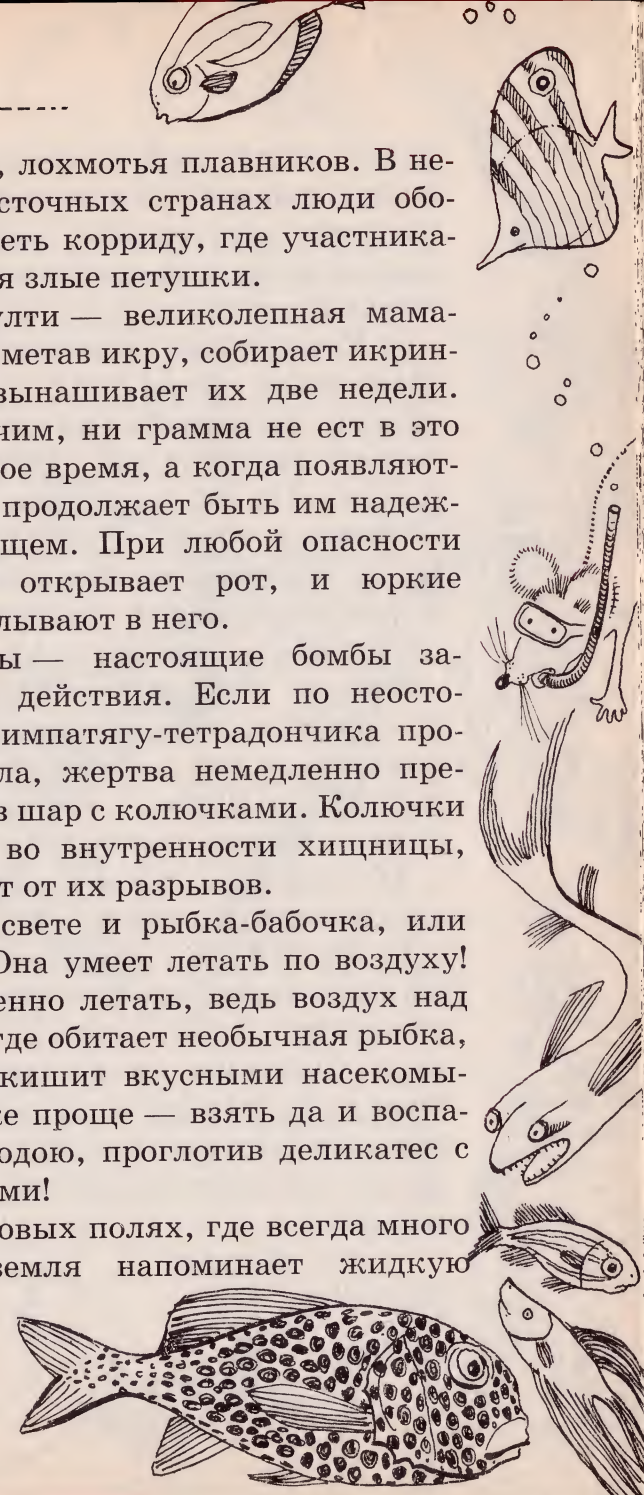 , лохмотья плавников. В не-
сточных странах люди обо-
еть корриду, где участника-
я злые петушки.
улти — великолепная мама-
метав икру, собирает икрин-
вынашивает их две недели.
чим, ни грамма не ест в это
ое время, а когда появляют-
продолжает быть им надеж-
щем. При любой опасности
открывает рот, и юркие
лывают в него.
ы — настоящие бомбы за-
действия. Если по неосто-
импатягу-тетрадончика про-
ла, жертва немедленно пре-
в шар с колючками. Колючки
во внутренности хищницы,
т от их разрывов.
свете и рыбка-бабочка, или
Она умеет летать по воздуху!
енно летать, ведь воздух над
где обитает необычная рыбка,
кишит вкусными насекомы-
же проще — взять да и воспа-
одою, проглотив деликатес с
ми!
овых полях, где всегда много
земля напоминает жидкую